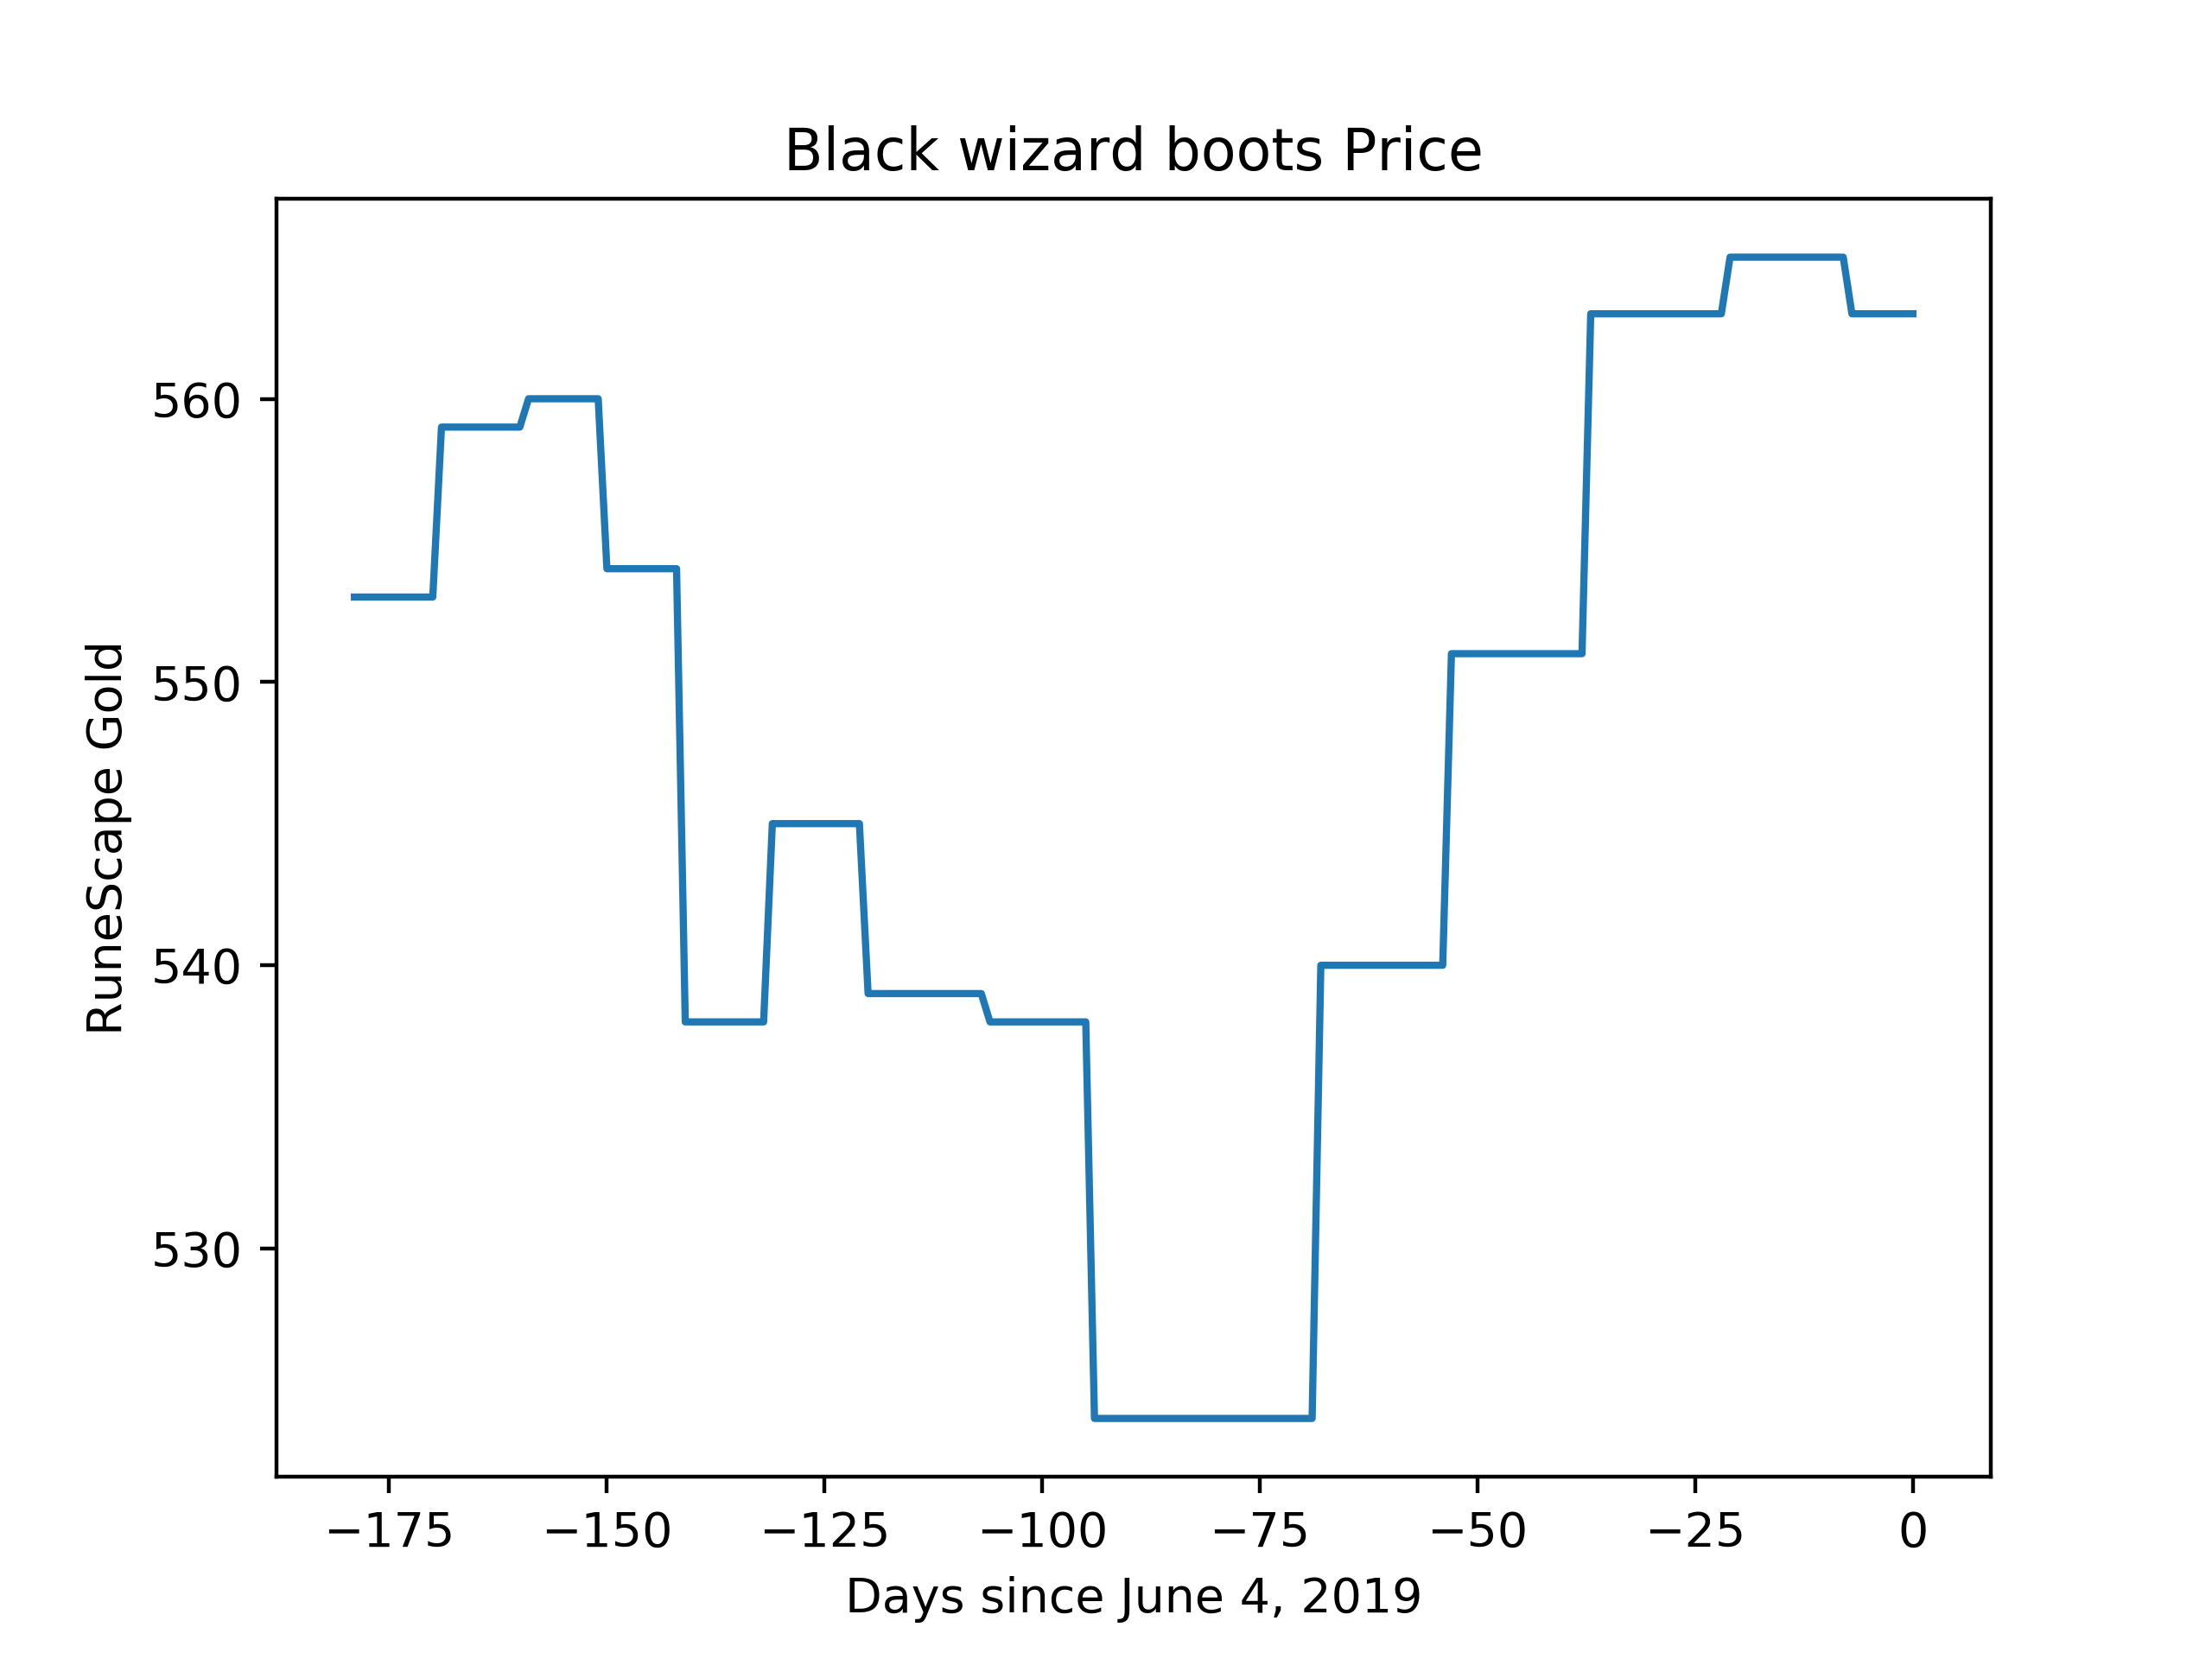 Black wizard boots Price
RuneScape Gold
560
550
540
530
−175 −150 −125 −100 −75 −50 −25 0
Days since June 4, 2019